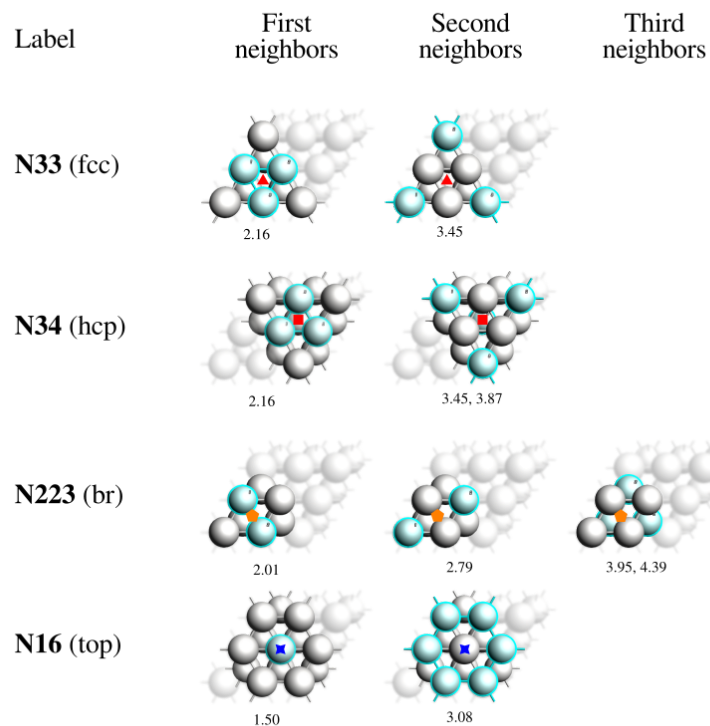 Label
First neighbors
Second neighbors
Third neighbors
N33 (fcc)
2.16
3.45
N34 (hcp)
2.16
3.45, 3.87
N223 (br)
2.01
2.79
3.95, 4.39
N16 (top)
1.50
3.08